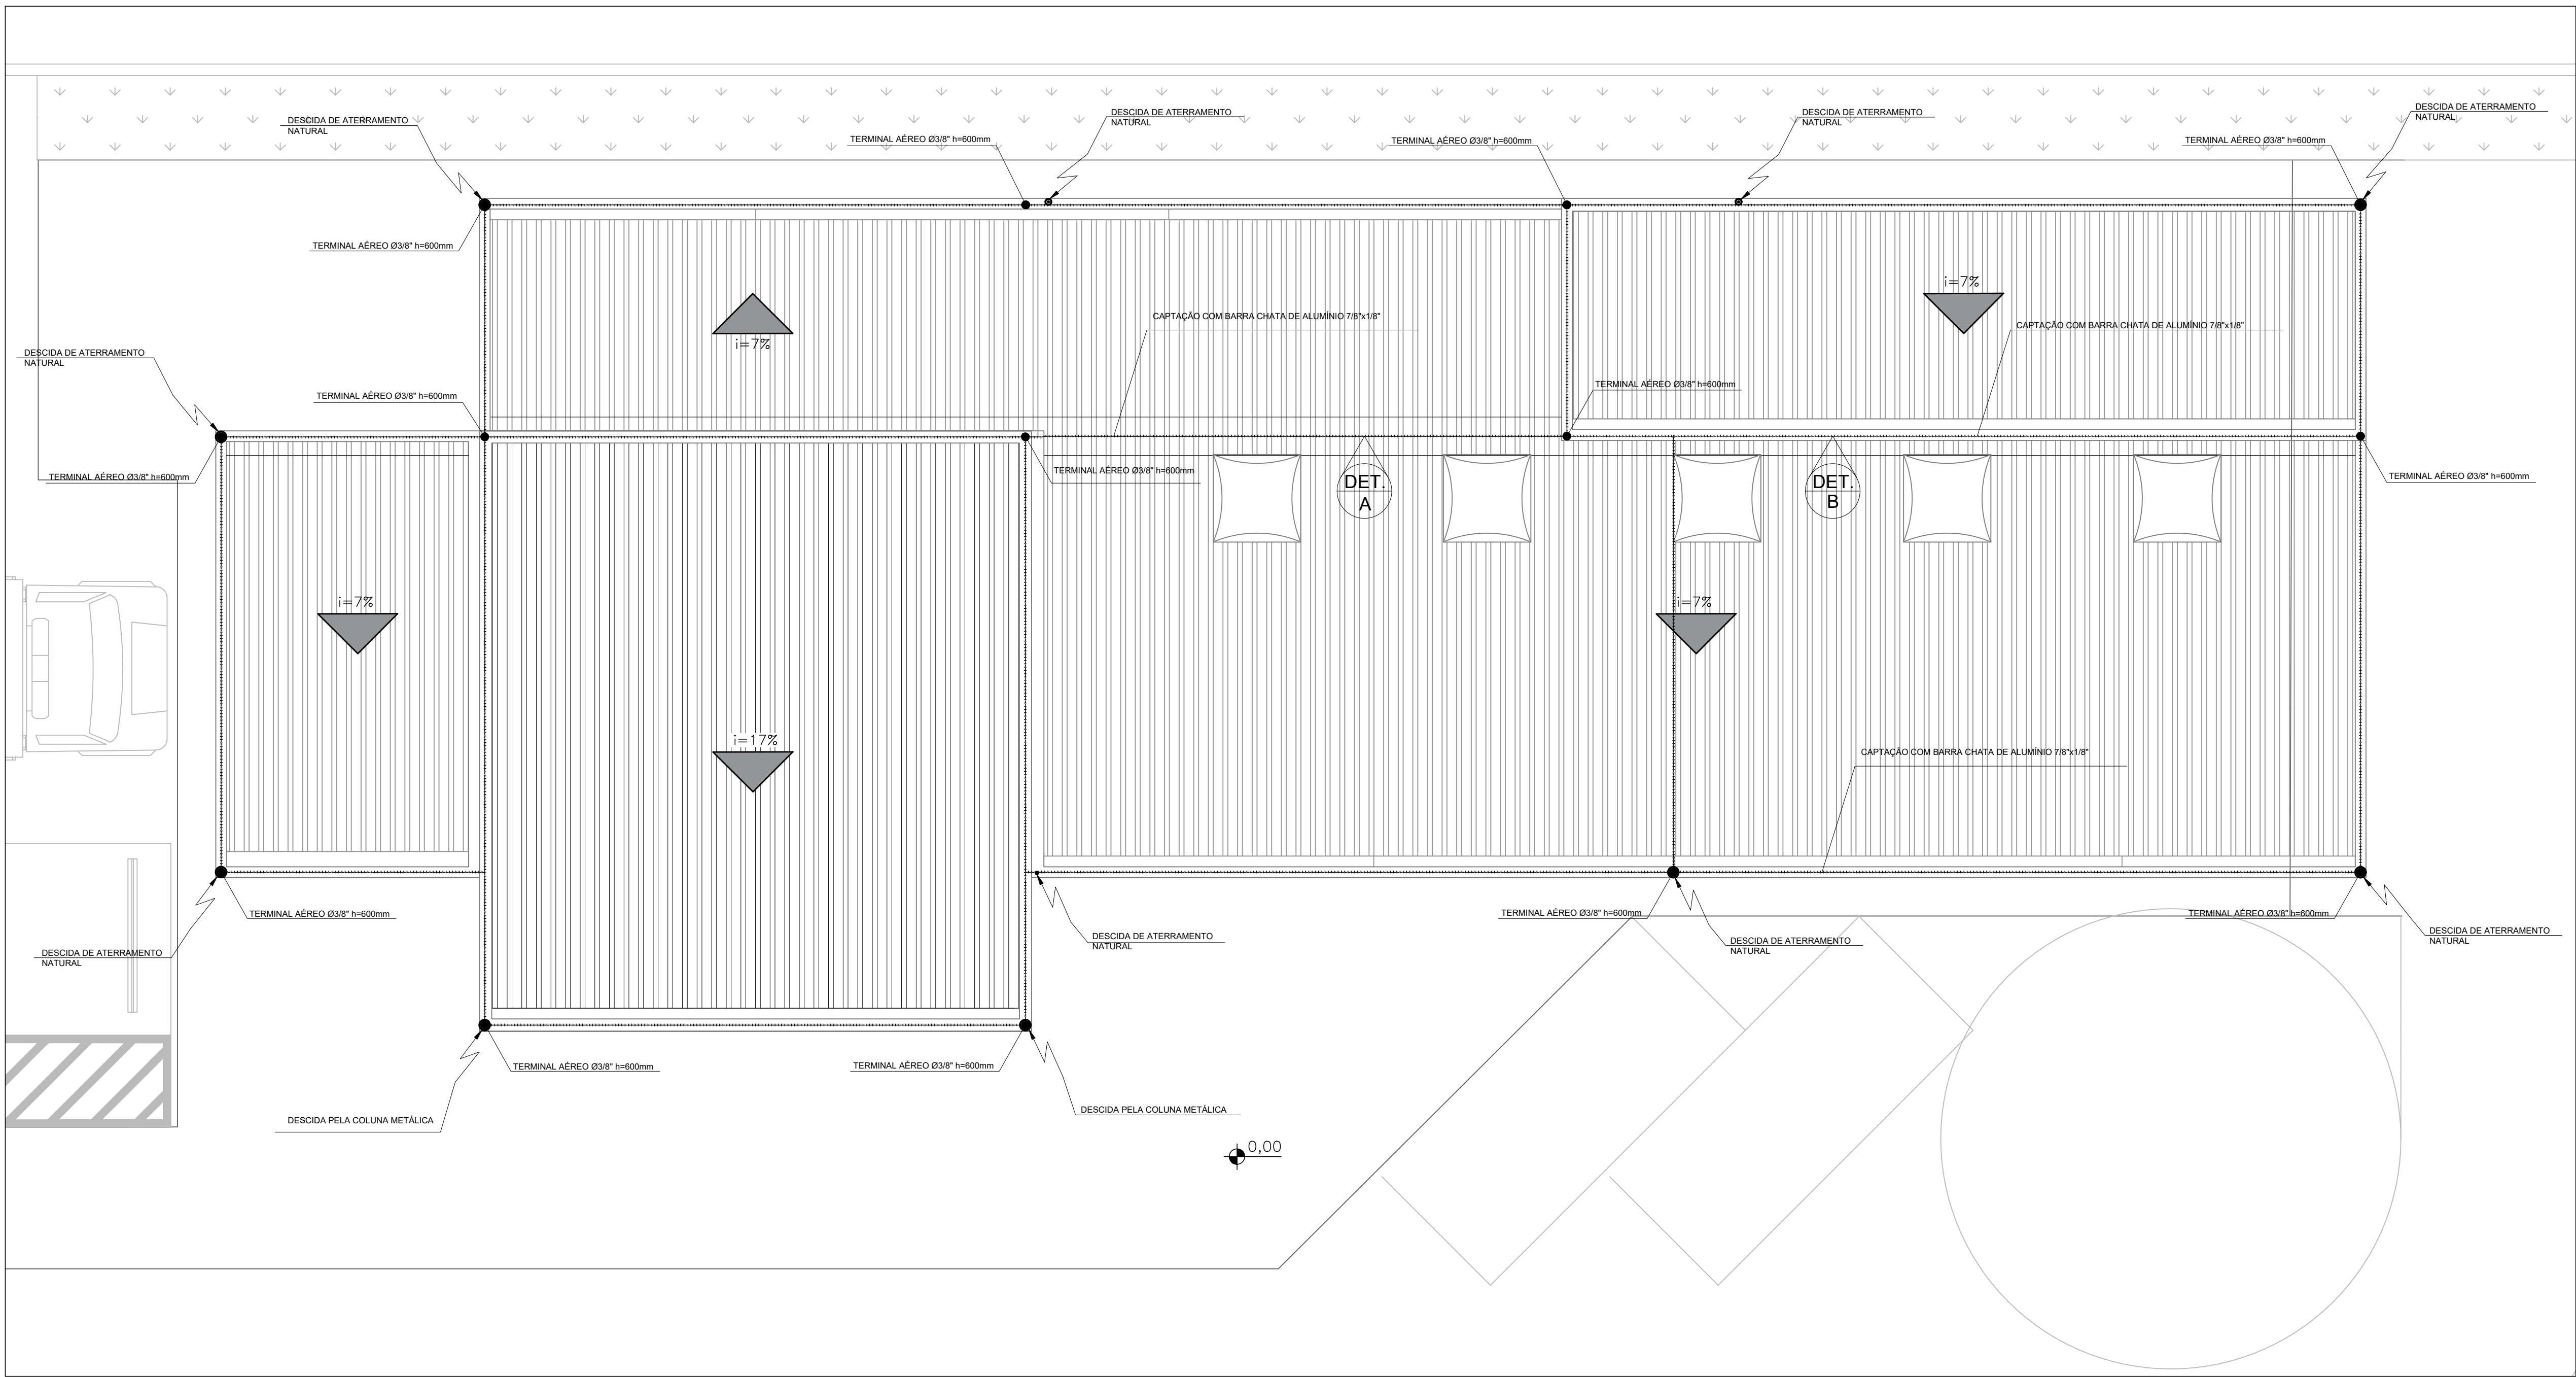 DESCIDA DE ATERRAMENTO
NATURAL
DESCIDA DE ATERRAMENTO
NATURAL
DESCIDA DE ATERRAMENTO
NATURAL
DESCIDA DE ATERRAMENTO
NATURAL
TERMINAL AÉREO Ø3/8" h=600mm
TERMINAL AÉREO Ø3/8" h=600mm
TERMINAL AÉREO Ø3/8" h=600mm
TERMINAL AÉREO Ø3/8" h=600mm
i=7%
i=7%
CAPTAÇÃO COM BARRA CHATA DE ALUMÍNIO 7/8"x1/8"
CAPTAÇÃO COM BARRA CHATA DE ALUMÍNIO 7/8"x1/8"
DESCIDA DE ATERRAMENTO
NATURAL
TERMINAL AÉREO Ø3/8" h=600mm
TERMINAL AÉREO Ø3/8" h=600mm
TERMINAL AÉREO Ø3/8" h=600mm
TERMINAL AÉREO Ø3/8" h=600mm
TERMINAL AÉREO Ø3/8" h=600mm
DET.
A
DET.
B
i=7%
i=7%
i=17%
CAPTAÇÃO COM BARRA CHATA DE ALUMÍNIO 7/8"x1/8"
TERMINAL AÉREO Ø3/8" h=600mm
TERMINAL AÉREO Ø3/8" h=600mm
TERMINAL AÉREO Ø3/8" h=600mm
DESCIDA DE ATERRAMENTO
NATURAL
DESCIDA DE ATERRAMENTO
NATURAL
DESCIDA DE ATERRAMENTO
NATURAL
DESCIDA DE ATERRAMENTO
NATURAL
TERMINAL AÉREO Ø3/8" h=600mm
TERMINAL AÉREO Ø3/8" h=600mm
DESCIDA PELA COLUNA METÁLICA
DESCIDA PELA COLUNA METÁLICA
0,00